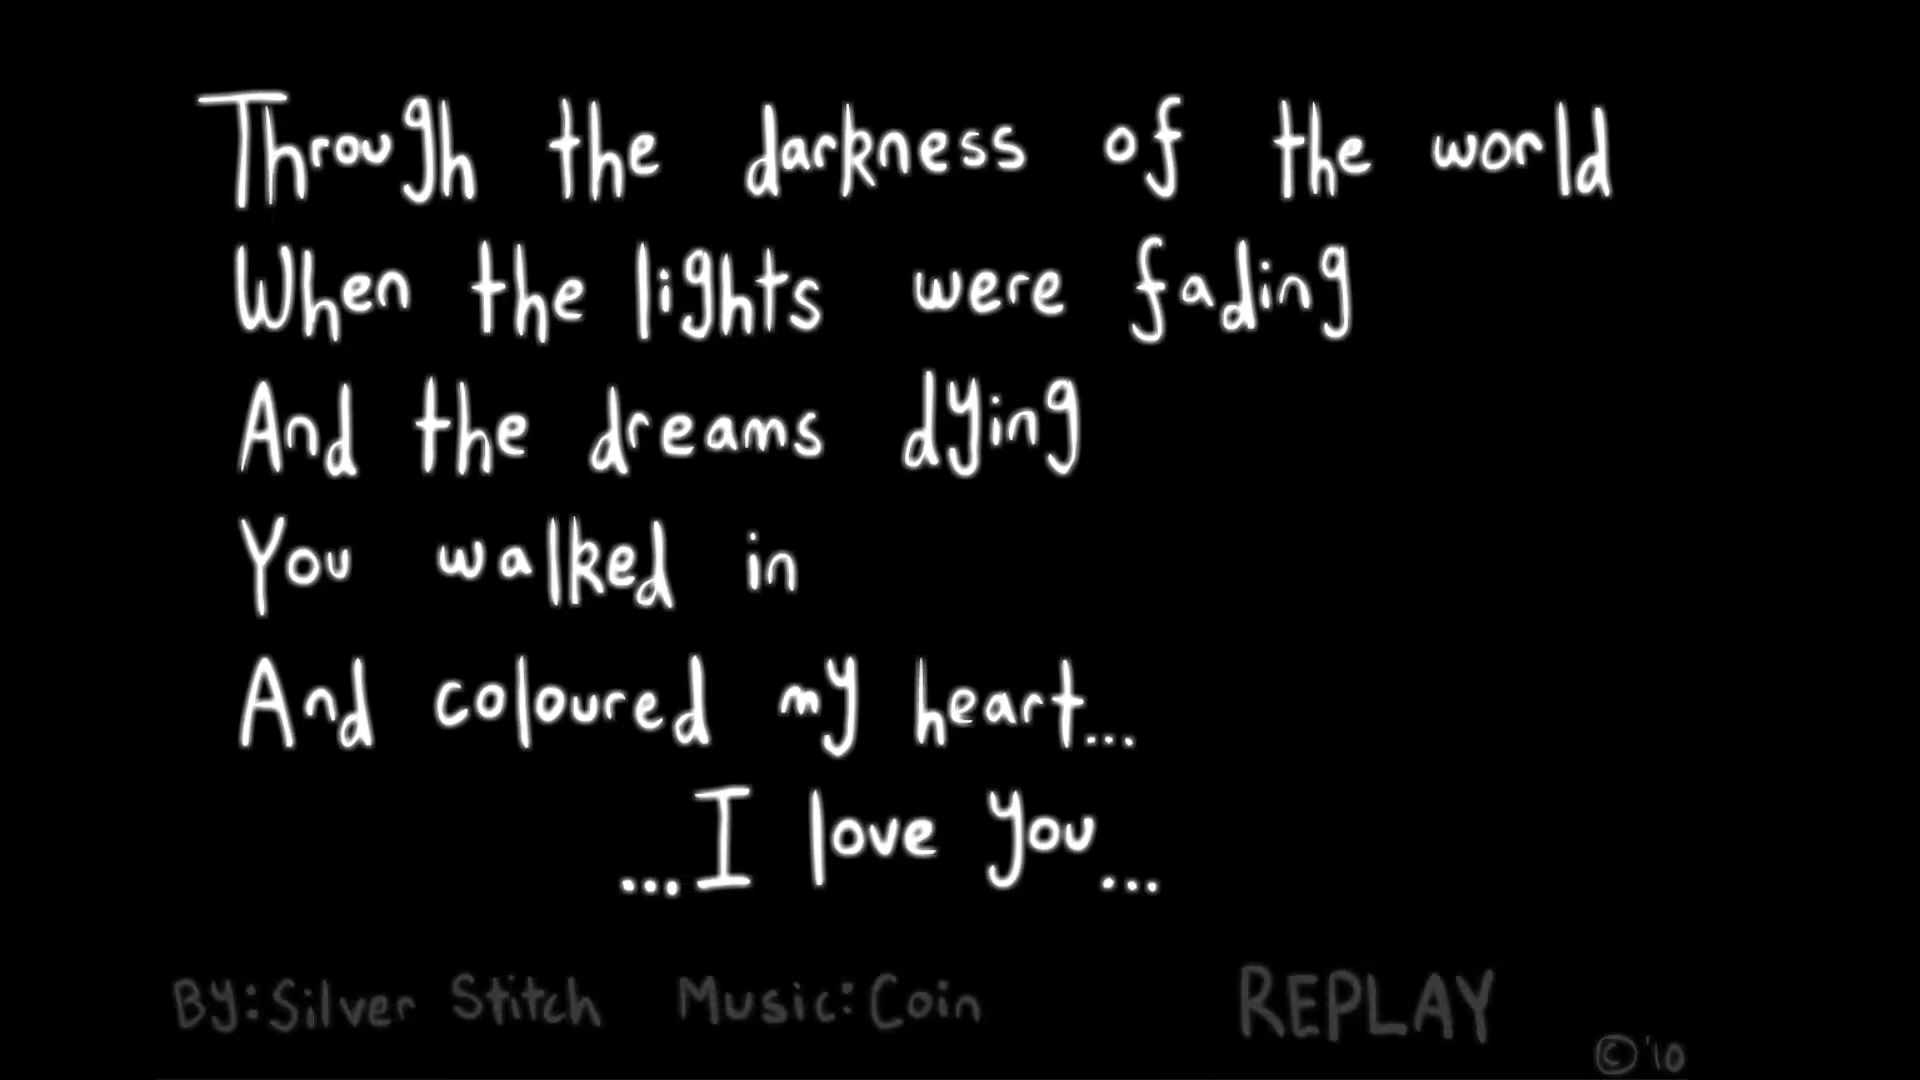 Through the darkness of the world
When the lights were fading
And the dreams dying
You walked in
And coloured my heart...
...I love you...
By:Silver Stitch Music:Coin REPLAY
© '10